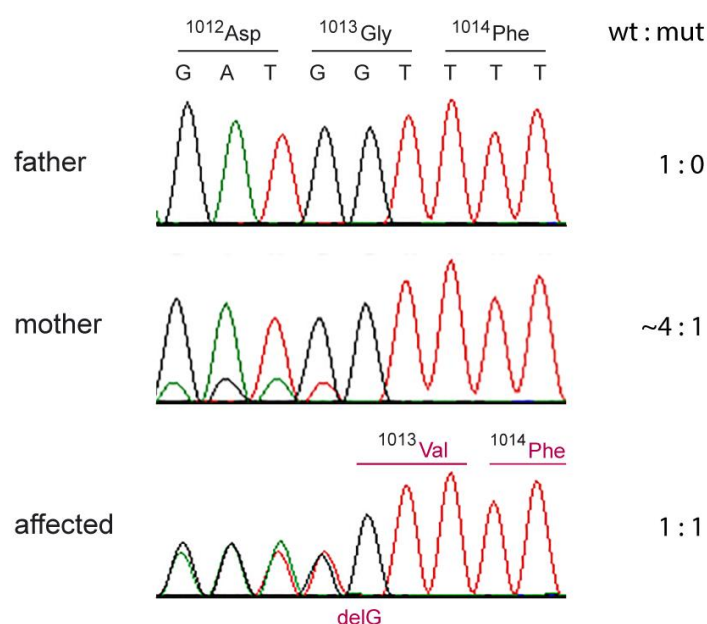 1012Asp 1013Gly 1014Phe wt : mut
G A T G G T T T T
father 1 : 0
mother ~4 : 1
1013Val 1014Phe
affected 1 : 1
delG